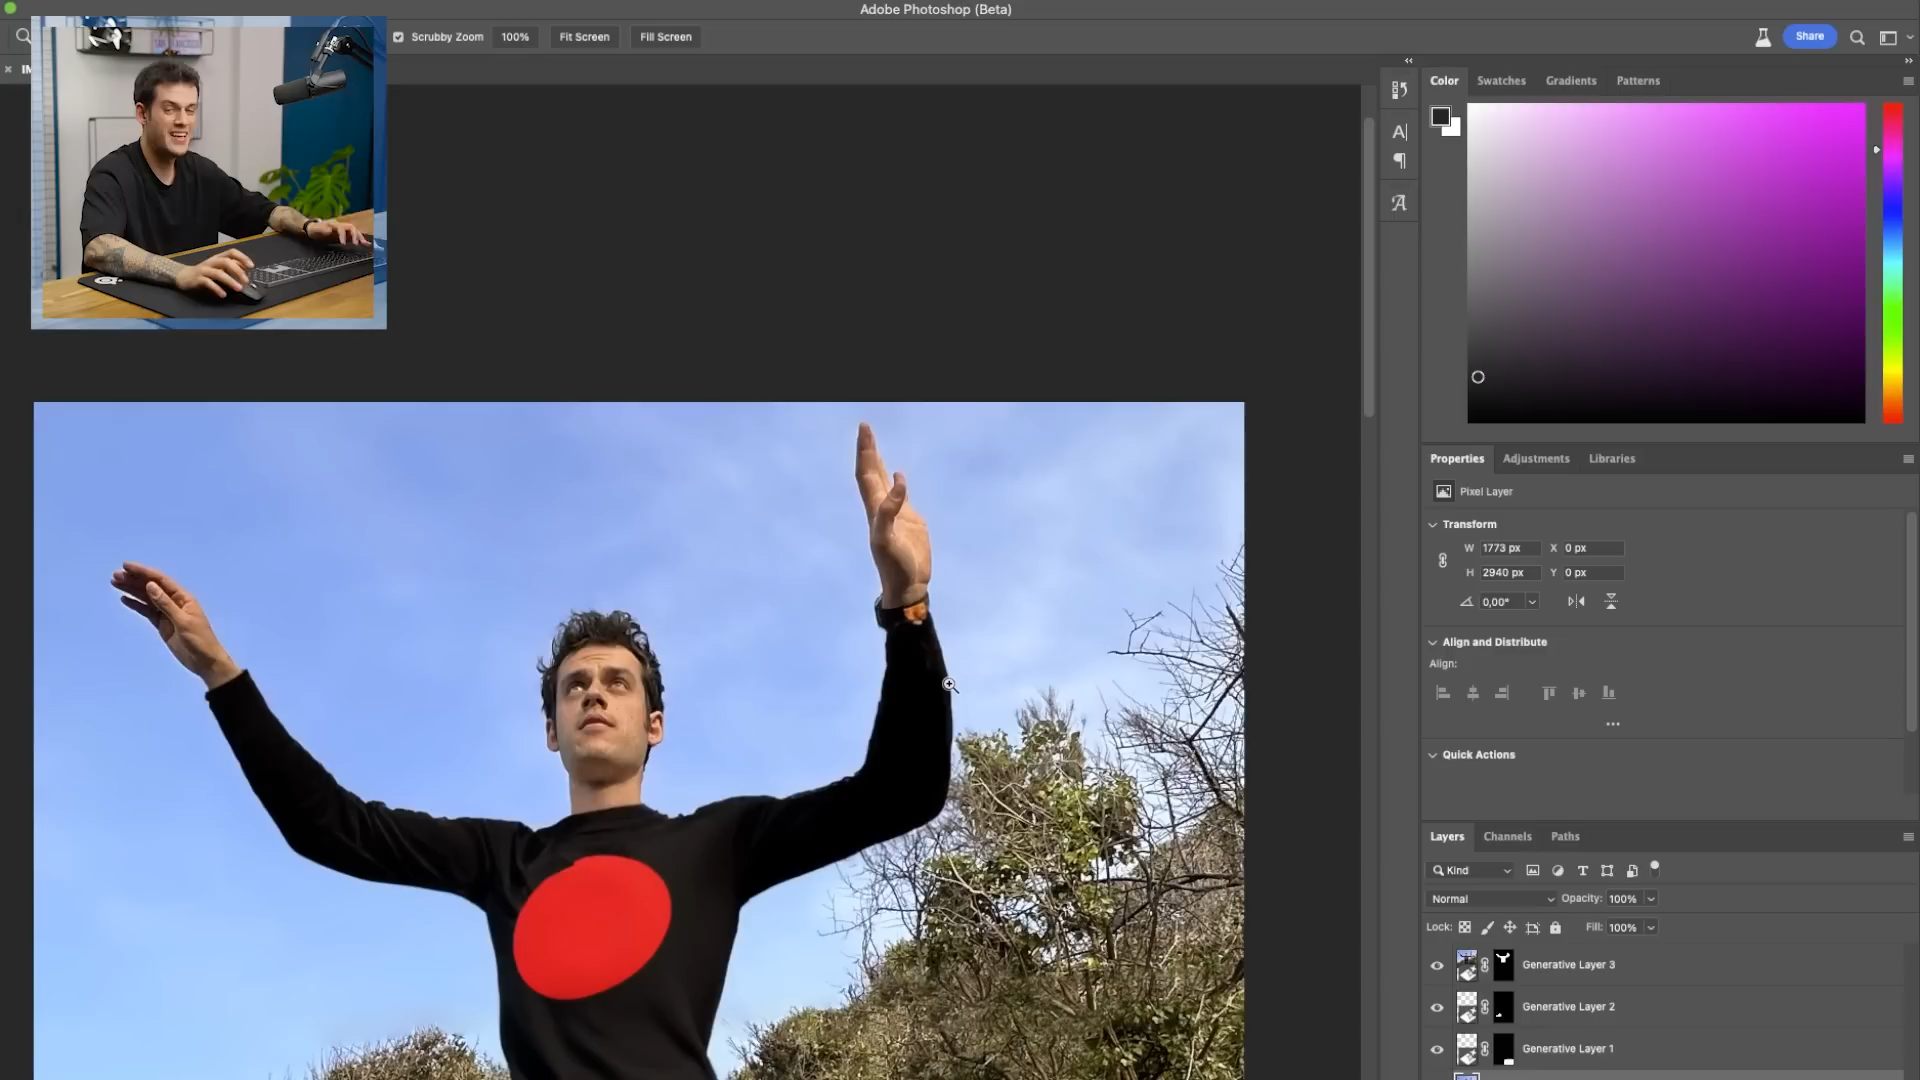 Adobe Photoshop (Beta)
Scrubby Zoom 100% Fit Screen Fill Screen
Share
Color Swatches Gradients Patterns
A|
Properties Adjustments Libraries
Pixel Layer
Transform
W 1773 px X 0 px
H 2940 px Y 0 px
0,00°
Align and Distribute
Align:
Quick Actions
Layers Channels Paths
Kind
Normal Opacity: 100%
Lock: Fill: 100%
Generative Layer 3
Generative Layer 2
Generative Layer 1